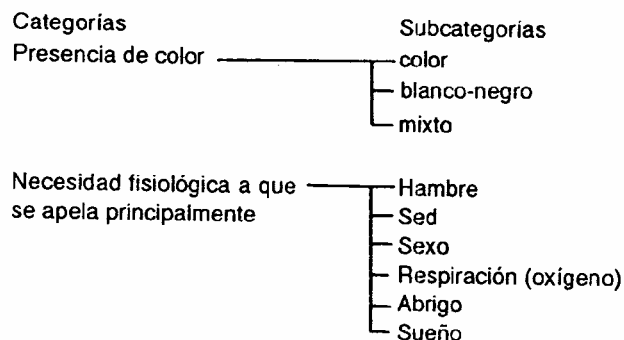 Categorías
Subcategorías
Presencia de color
color
blanco-negro
mixto
Necesidad fisiológica a que
se apela principalmente
Hambre
Sed
Sexo
Respiración (oxígeno)
Abrigo
Sueño